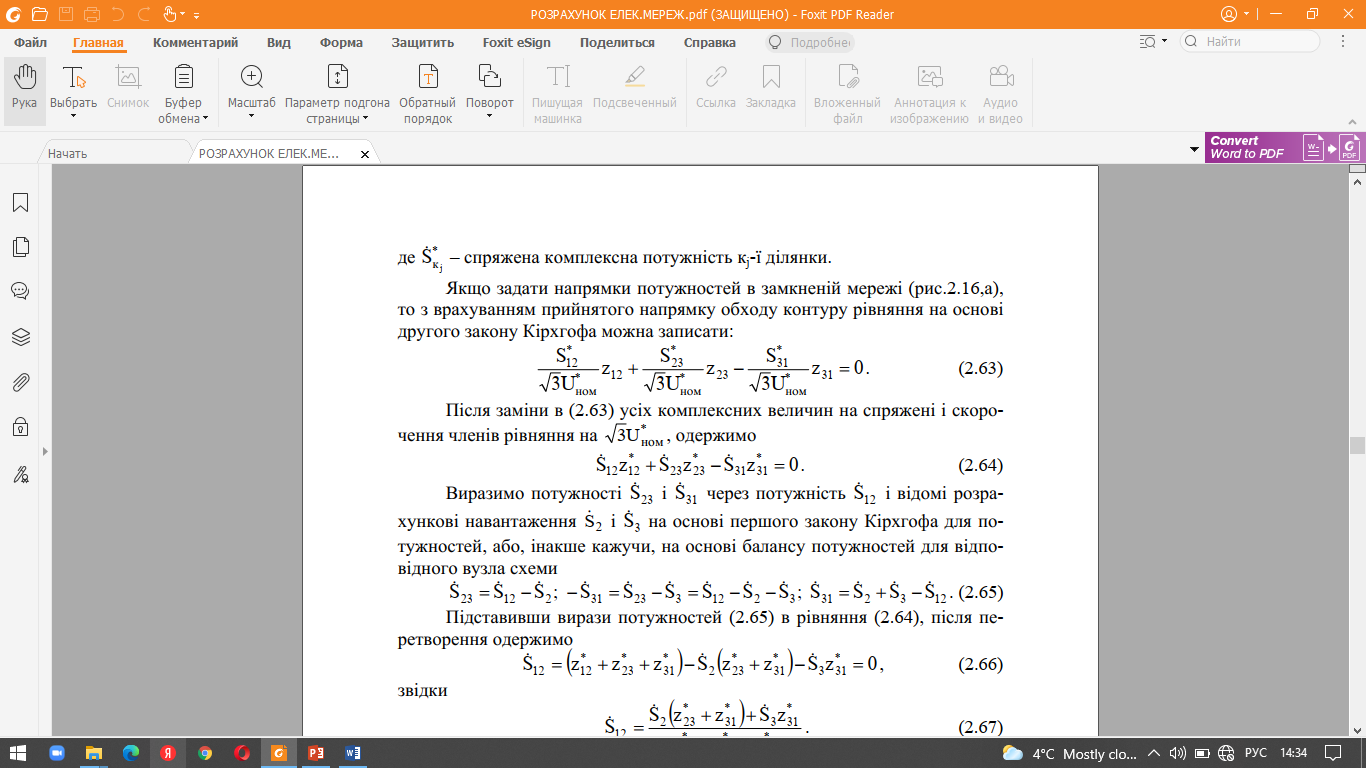 РОЗРАХУНОК ЕЛЕК.МЕРЕЖ.pdf (ЗАЩИЩЕНО) - Foxit PDF Reader
Файл Главная Комментарий Вид Форма Защитить Foxit eSign Поделиться Справка Подробнее Найти
Рука Выбрать Снимок Буфер обмена Масштаб Параметр подгона страницы Обратный порядок Поворот Пишущая машинка Подсвеченный Ссылка Закладка Вложенный файл Аннотация к изображению Аудио и видео
Начать РОЗРАХУНОК ЕЛЕК.МЕ... Convert Word to PDF
де Ṡ*кj – спряжена комплексна потужність кj-ї ділянки.
Якщо задати напрямки потужностей в замкненій мережі (рис.2.16,а),
то з врахуванням прийнятого напрямку обходу контуру рівняння на основі
другого закону Кірхгофа можна записати:
S*12/(√3U*ном) z12 + S*23/(√3U*ном) z23 − S*31/(√3U*ном) z31 = 0. (2.63)
Після заміни в (2.63) усіх комплексних величин на спряжені і скоро-
чення членів рівняння на √3U*ном, одержимо
Ṡ12z*12 + Ṡ23z*23 − Ṡ31z*31 = 0. (2.64)
Виразимо потужності Ṡ23 і Ṡ31 через потужність Ṡ12 і відомі розра-
хункові навантаження Ṡ2 і Ṡ3 на основі першого закону Кірхгофа для по-
тужностей, або, інакше кажучи, на основі балансу потужностей для відпо-
відного вузла схеми
Ṡ23 = Ṡ12 − Ṡ2; −Ṡ31 = Ṡ23 − Ṡ3 = Ṡ12 − Ṡ2 − Ṡ3; Ṡ31 = Ṡ2 + Ṡ3 − Ṡ12. (2.65)
Підставивши вирази потужностей (2.65) в рівняння (2.64), після пе-
ретворення одержимо
Ṡ12 = (z*12 + z*23 + z*31) − Ṡ2(z*23 + z*31) − Ṡ3z*31 = 0, (2.66)
звідки
Ṡ12 = Ṡ2(z*23 + z*31) + Ṡ3z*31 . (2.67)
4°C Mostly clo... РУС 14:34